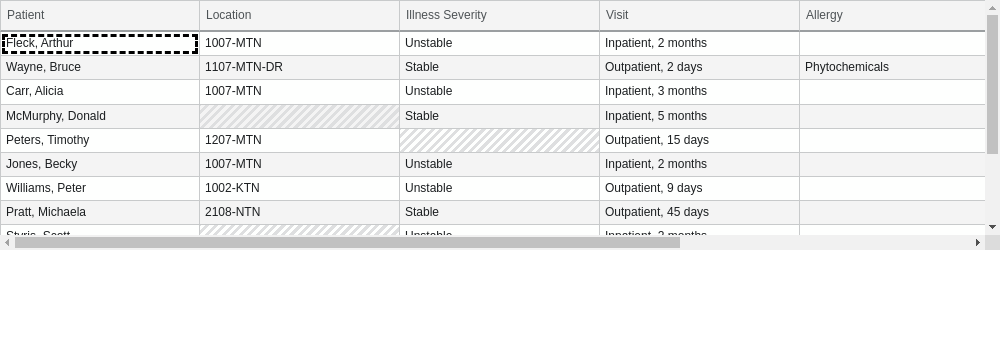 Patient Location Illness Severity Visit Allergy
Fleck, Arthur 1007-MTN Unstable Inpatient, 2 months
Wayne, Bruce 1107-MTN-DR Stable Outpatient, 2 days Phytochemicals
Carr, Alicia 1007-MTN Unstable Inpatient, 3 months
McMurphy, Donald Stable Inpatient, 5 months
Peters, Timothy 1207-MTN Outpatient, 15 days
Jones, Becky 1007-MTN Unstable Inpatient, 2 months
Williams, Peter 1002-KTN Unstable Outpatient, 9 days
Pratt, Michaela 2108-NTN Stable Outpatient, 45 days
Unstable Inpatient,